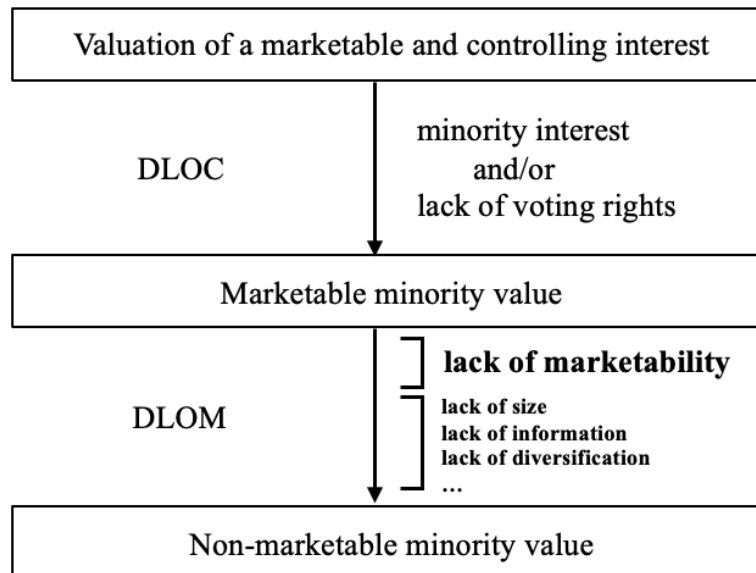 Valuation of a marketable and controlling interest
DLOC
minority interest
and/or
lack of voting rights
Marketable minority value
DLOM
lack of marketability
lack of size
lack of information
lack of diversification
...
Non-marketable minority value